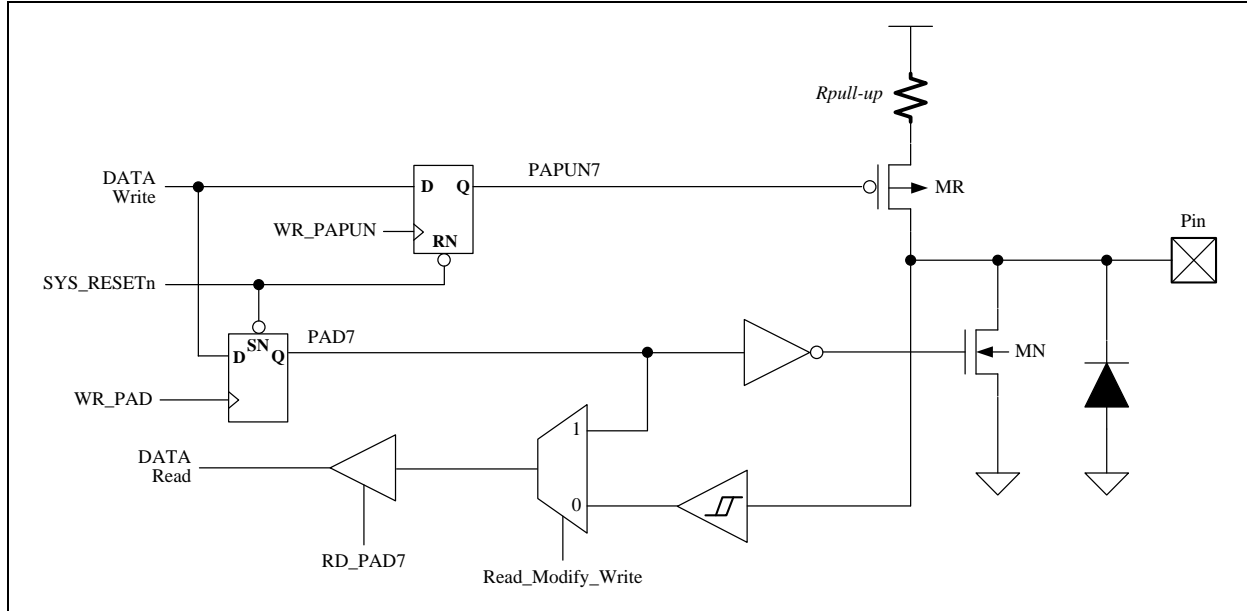 Rpull-up
DATA
Write
D
Q
PAPUN7
MR
WR_PAPUN
RN
Pin
SYS_RESETn
D
SN
Q
PAD7
MN
WR_PAD
1
DATA
Read
0
RD_PAD7
Read_Modify_Write